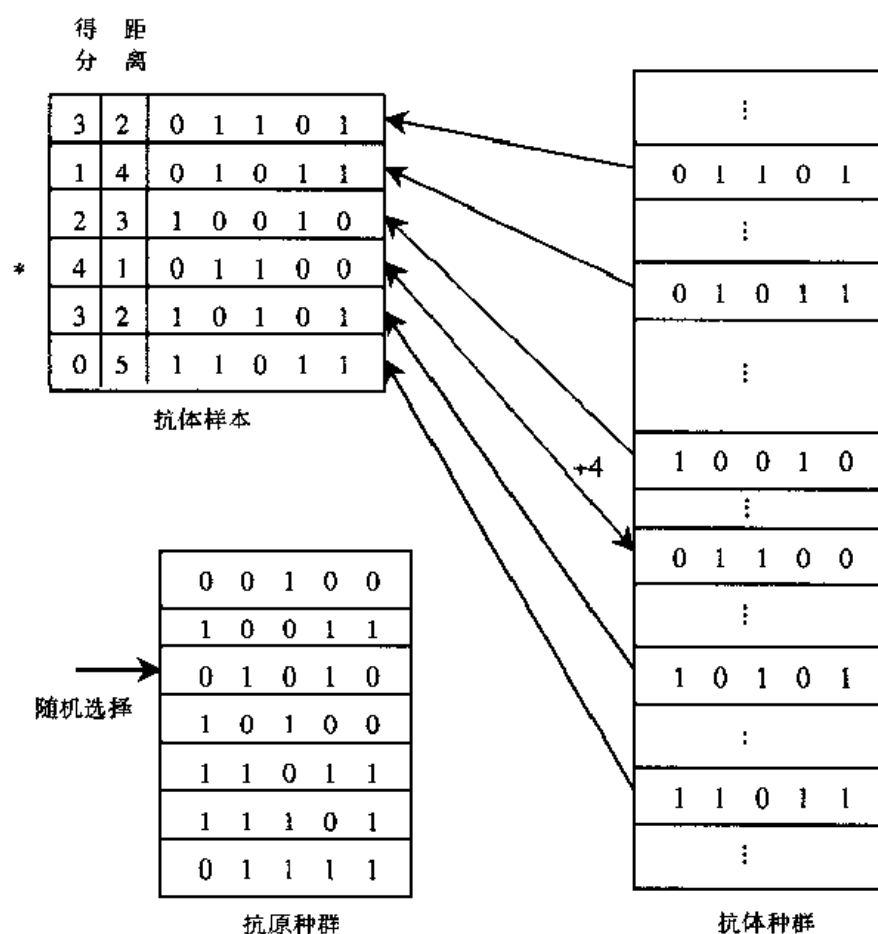 得 距
分 离
3 2 0 1 1 0 1
1 4 0 1 0 1 1
2 3 1 0 0 1 0
* 4 1 0 1 1 0 0
3 2 1 0 1 0 1
0 5 1 1 0 1 1
抗体样本
+4
0 0 1 0 0
1 0 0 1 1
0 1 0 1 0
1 0 1 0 0
1 1 0 1 1
1 1 1 0 1
0 1 1 1 1
随机选择
抗原种群
⋮
0 1 1 0 1
⋮
0 1 0 1 1
⋮
1 0 0 1 0
⋮
0 1 1 0 0
⋮
1 0 1 0 1
⋮
1 1 0 1 1
⋮
抗体种群